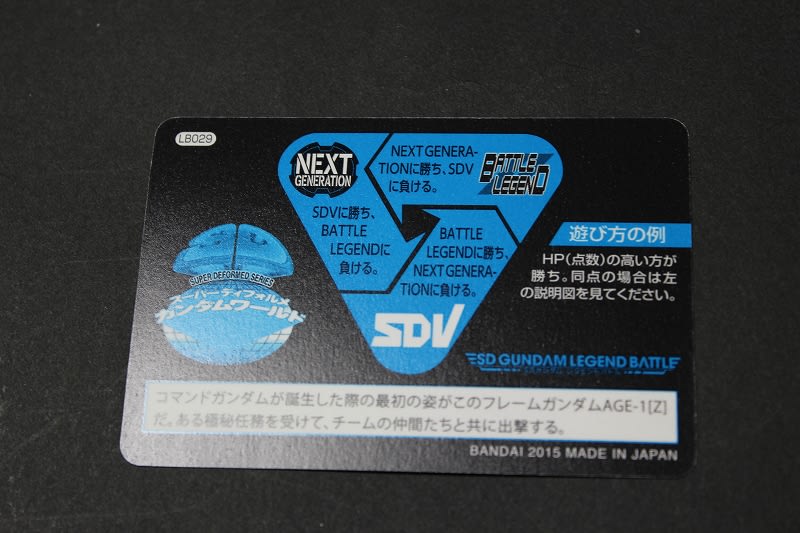 LB029
NEXT
GENERATION
NEXT GENERA-
TIONに勝ち、SDV
に負ける。
BATTLE
LEGEND
SDVに勝ち、
BATTLE
LEGENDに
負ける。
BATTLE
LEGENDに勝ち、
NEXT GENERA-
TIONに負ける。
SDV
遊び方の例
HP(点数)の高い方が
勝ち。同点の場合は左
の説明図を見てください。
SUPER DEFORMED SERIES
スーパーディフォルメ
ガンダムワールド
SD GUNDAM LEGEND BATTLE
コマンドガンダムが誕生した際の最初の姿がこのフレームガンダムAGE-1[Z]
だ。ある極秘任務を受けて、チームの仲間たちと共に出撃する。
BANDAI 2015 MADE IN JAPAN